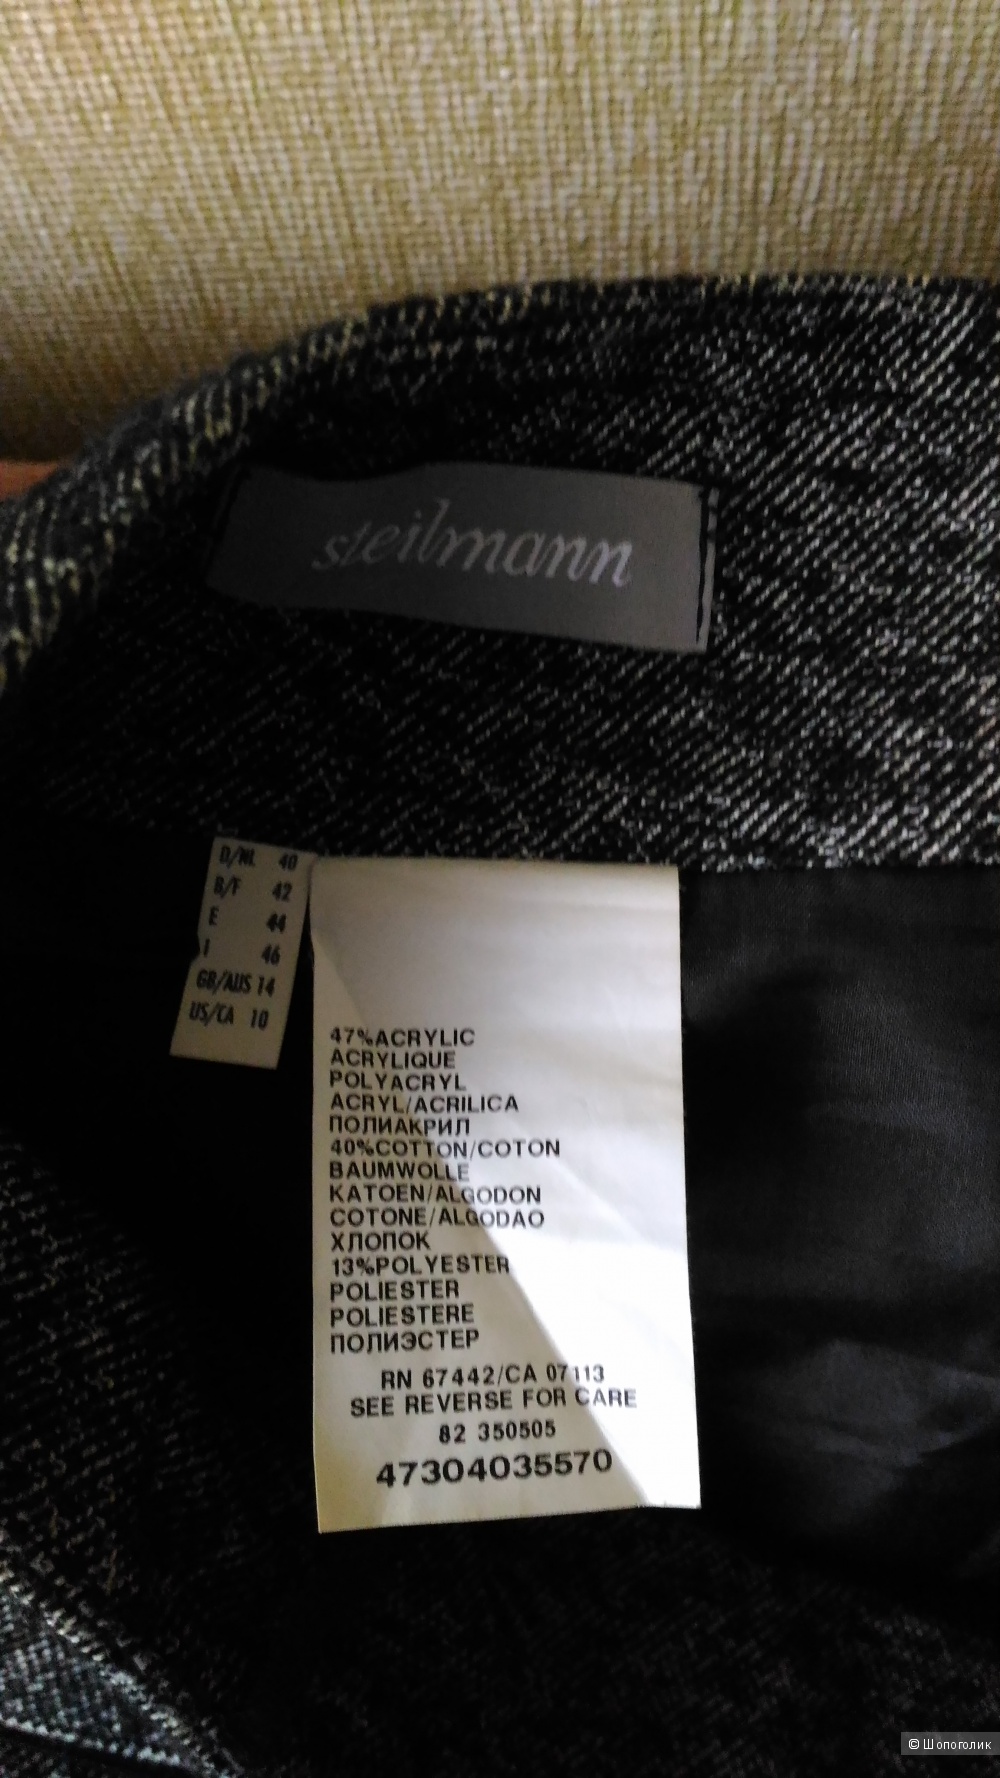 steilmann
D/NL 40
B/F 42
E 44
I 46
GB/AUS 14
US/CA 10
47%ACRYLIC
ACRYLIQUE
POLYACRYL
ACRYL/ACRILICA
ПОЛИАКРИЛ
40%COTTON/COTON
BAUMWOLLE
KATOEN/ALGODON
COTONE/ALGODAO
ХЛОПОК
13%POLYESTER
POLIESTER
POLIESTERE
ПОЛИЭСТЕР
RN 67442/CA 07113
SEE REVERSE FOR CARE
82 350505
47304035570
© Шопоголик